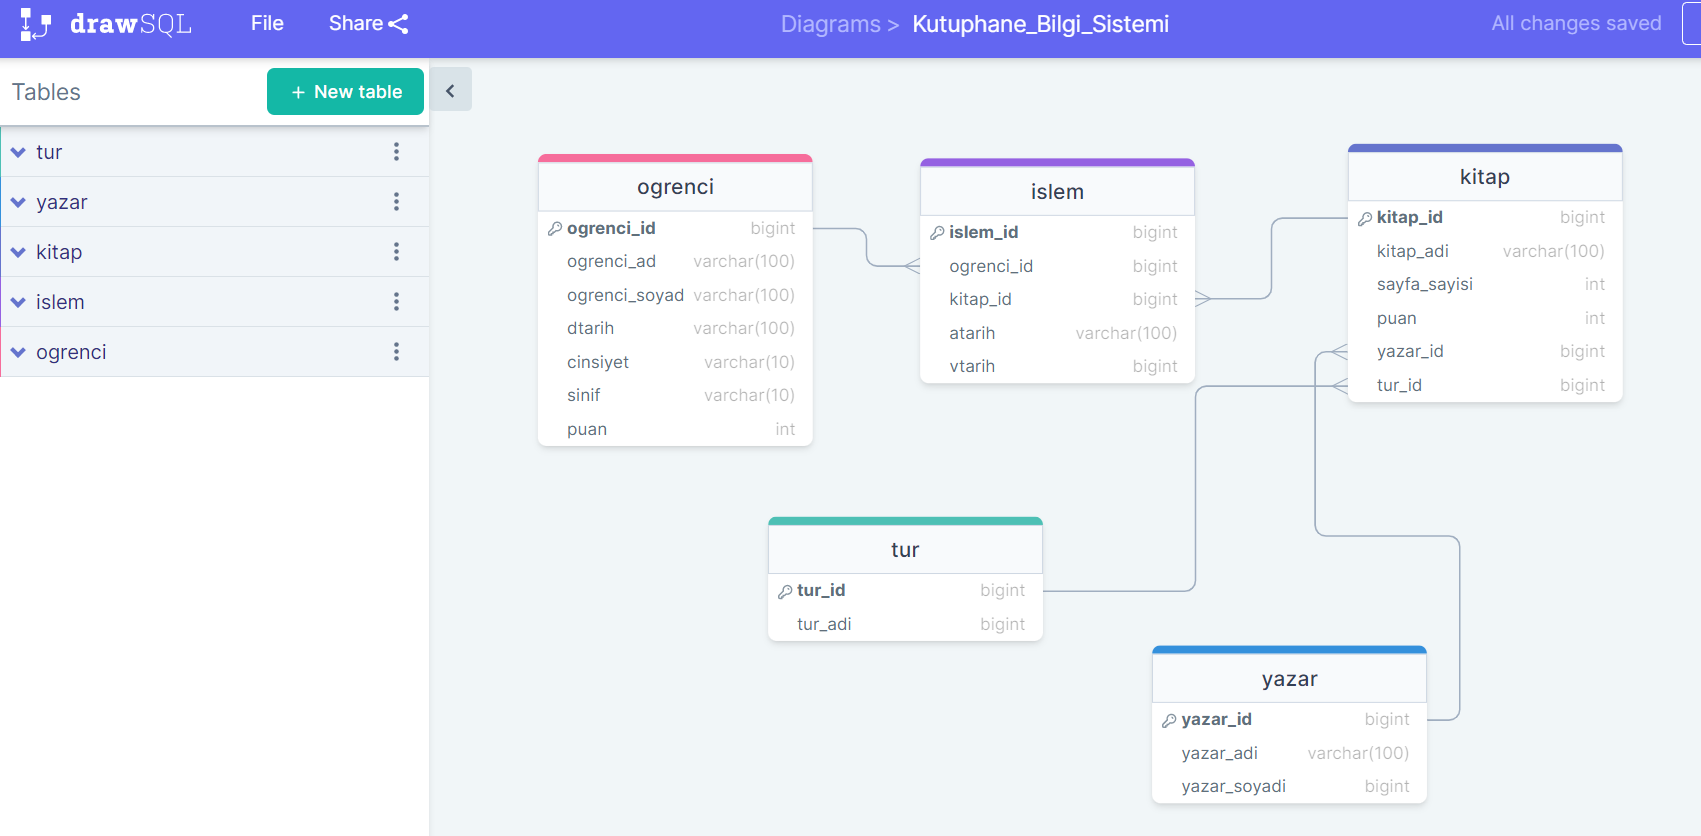 drawSQL File Share Diagrams > Kutuphane_Bilgi_Sistemi All changes saved
Tables + New table
tur
yazar
kitap
islem
ogrenci
ogrenci
ogrenci_id bigint
ogrenci_ad varchar(100)
ogrenci_soyad varchar(100)
dtarih varchar(100)
cinsiyet varchar(10)
sinif varchar(10)
puan int
islem
islem_id bigint
ogrenci_id bigint
kitap_id bigint
atarih varchar(100)
vtarih bigint
kitap
kitap_id bigint
kitap_adi varchar(100)
sayfa_sayisi int
puan int
yazar_id bigint
tur_id bigint
tur
tur_id bigint
tur_adi bigint
yazar
yazar_id bigint
yazar_adi varchar(100)
yazar_soyadi bigint